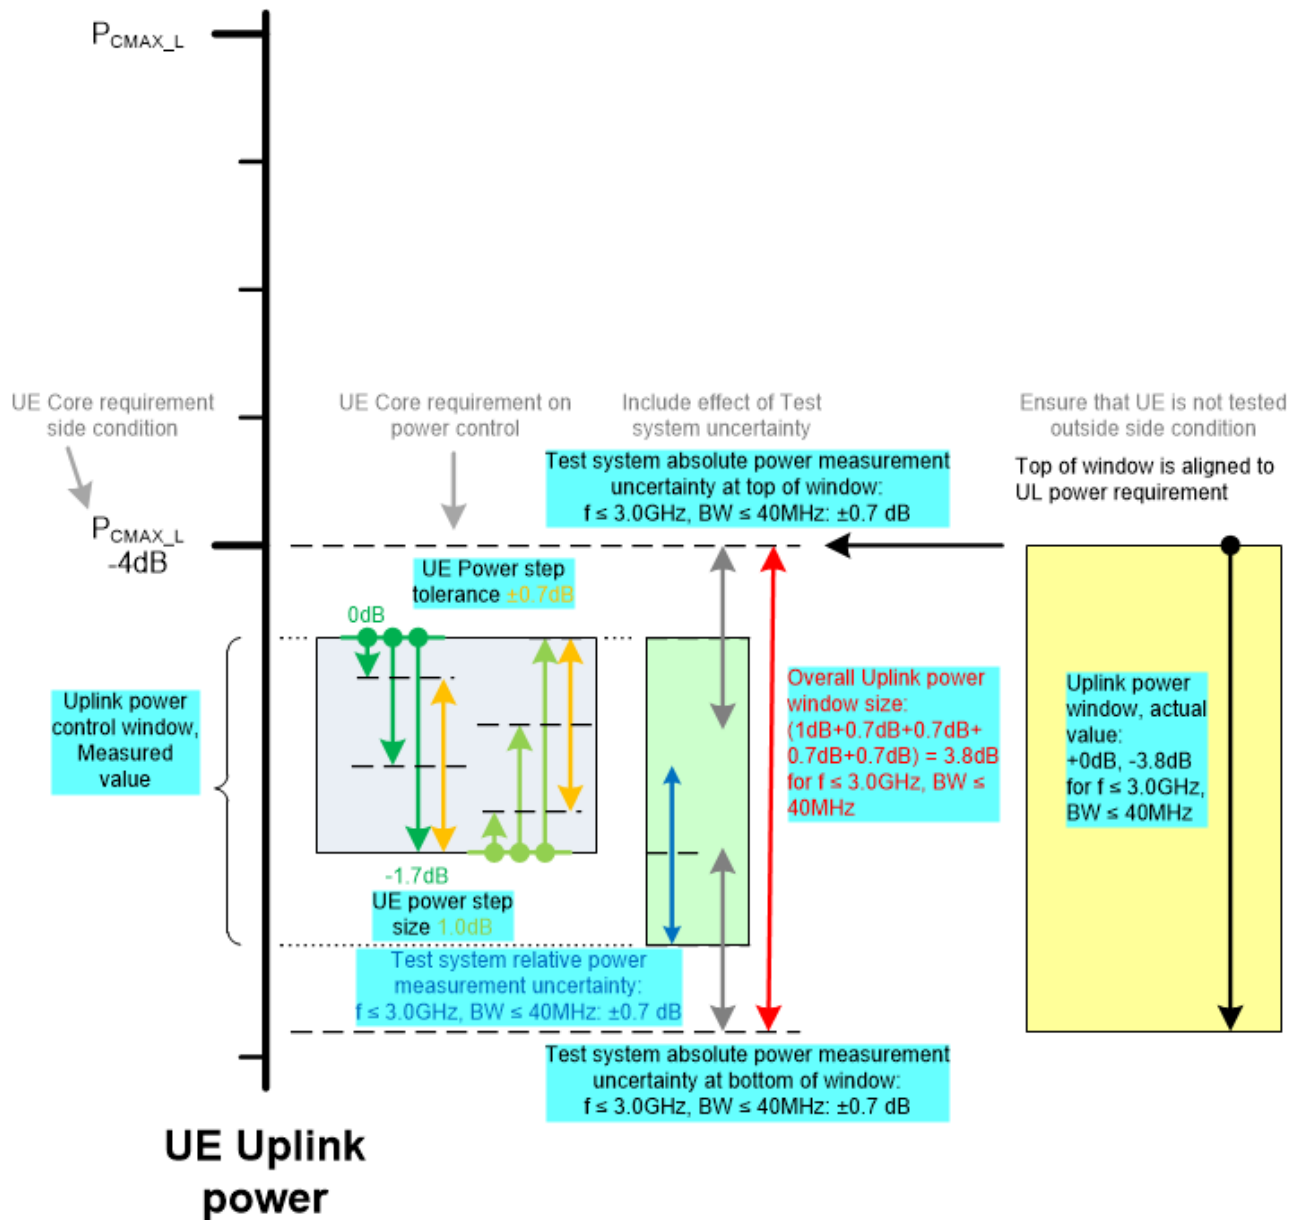 P_CMAX_L
UE Core requirement
side condition
UE Core requirement on
power control
Include effect of Test
system uncertainty
Ensure that UE is not tested
outside side condition
Test system absolute power measurement
uncertainty at top of window:
f ≤ 3.0GHz, BW ≤ 40MHz: ±0.7 dB
Top of window is aligned to
UL power requirement
P_CMAX_L
-4dB
UE Power step
tolerance ±0.7dB
0dB
Uplink power
control window,
Measured
value
Overall Uplink power
window size:
(1dB+0.7dB+0.7dB+
0.7dB+0.7dB) = 3.8dB
for f ≤ 3.0GHz, BW ≤
40MHz
Uplink power
window, actual
value:
+0dB, -3.8dB
for f ≤ 3.0GHz,
BW ≤ 40MHz
-1.7dB
UE power step
size 1.0dB
Test system relative power
measurement uncertainty:
f ≤ 3.0GHz, BW ≤ 40MHz: ±0.7 dB
Test system absolute power measurement
uncertainty at bottom of window:
f ≤ 3.0GHz, BW ≤ 40MHz: ±0.7 dB
UE Uplink
power